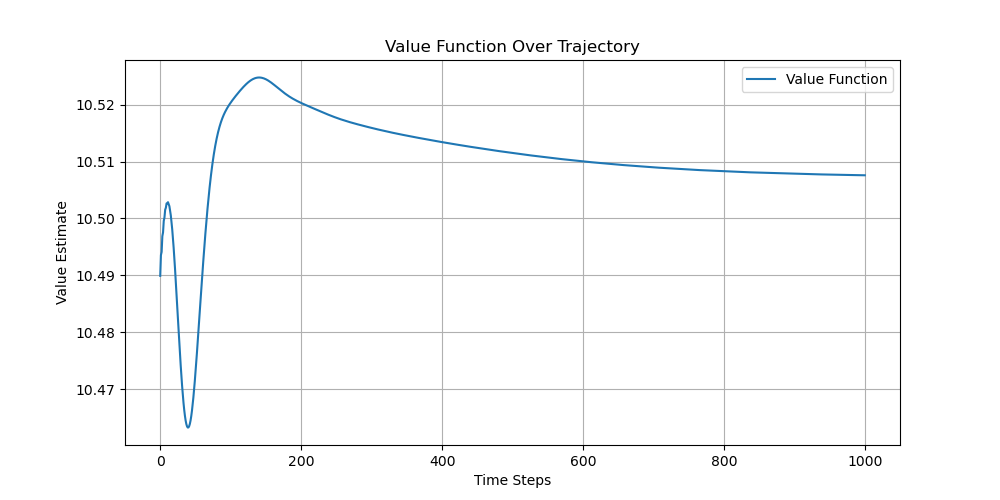 Value Function Over Trajectory
Value Function
Value Estimate
10.52
10.51
10.50
10.49
10.48
10.47
0 200 400 600 800 1000
Time Steps